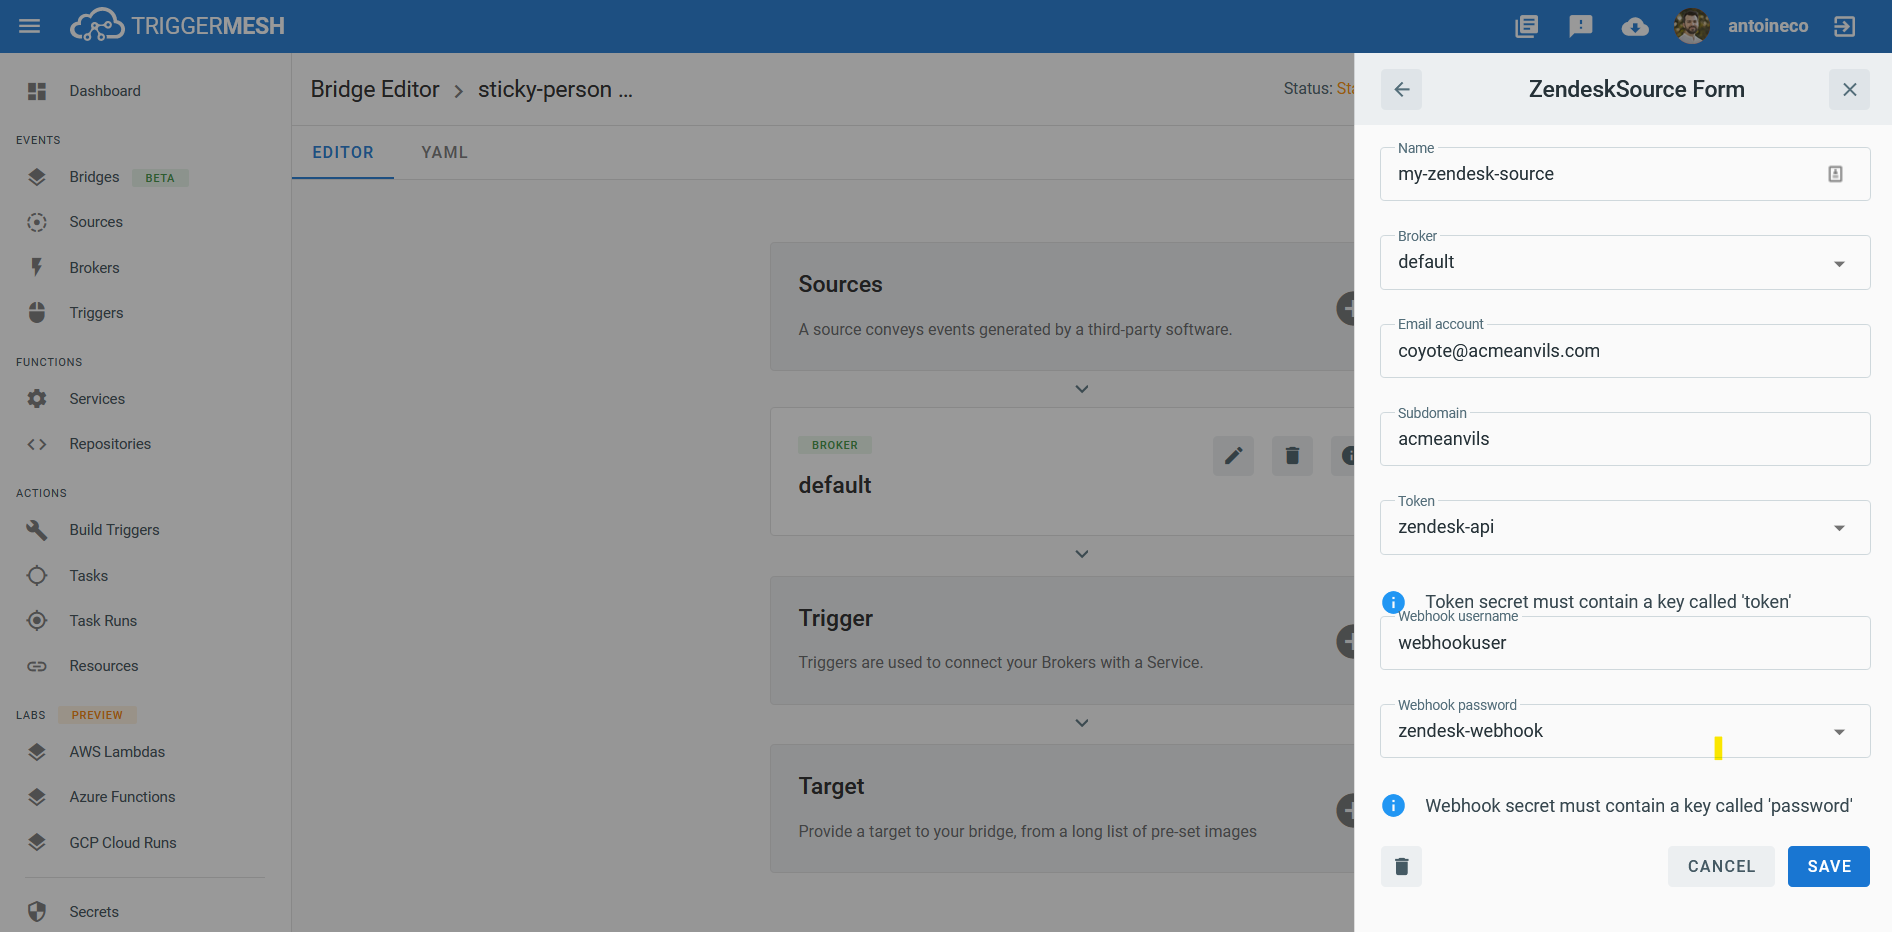 TRIGGERMESH
antoineco
Dashboard
EVENTS
Bridges BETA
Sources
Brokers
Triggers
FUNCTIONS
Services
Repositories
ACTIONS
Build Triggers
Tasks
Task Runs
Resources
LABS PREVIEW
AWS Lambdas
Azure Functions
GCP Cloud Runs
Secrets
Bridge Editor > sticky-person ...
Status:
EDITOR YAML
Sources
A source conveys events generated by a third-party software.
BROKER
default
Trigger
Triggers are used to connect your Brokers with a Service.
Target
Provide a target to your bridge, from a long list of pre-set images
ZendeskSource Form
Name
my-zendesk-source
Broker
default
Email account
coyote@acmeanvils.com
Subdomain
acmeanvils
Token
zendesk-api
Token secret must contain a key called 'token'
Webhook username
webhookuser
Webhook password
zendesk-webhook
Webhook secret must contain a key called 'password'
CANCEL SAVE